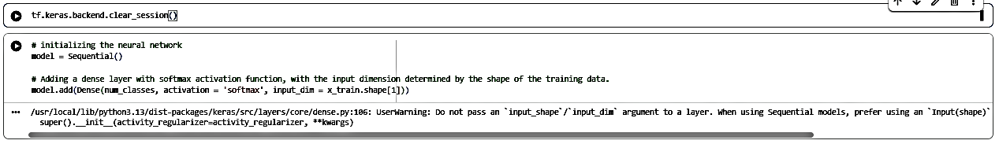 tf.keras.backend.clear_session()
# initializing the neural network
model = Sequential()
# Adding a dense layer with softmax activation function, with the input dimension determined by the shape of the training data.
model.add(Dense(num_classes, activation = 'softmax', input_dim = x_train.shape[1]))
/usr/local/lib/python3.13/dist-packages/keras/src/layers/core/dense.py:106: UserWarning: Do not pass an `input_shape`/`input_dim` argument to a layer. When using Sequential models, prefer using an `Input(shape)`
super().__init__(activity_regularizer=activity_regularizer, **kwargs)